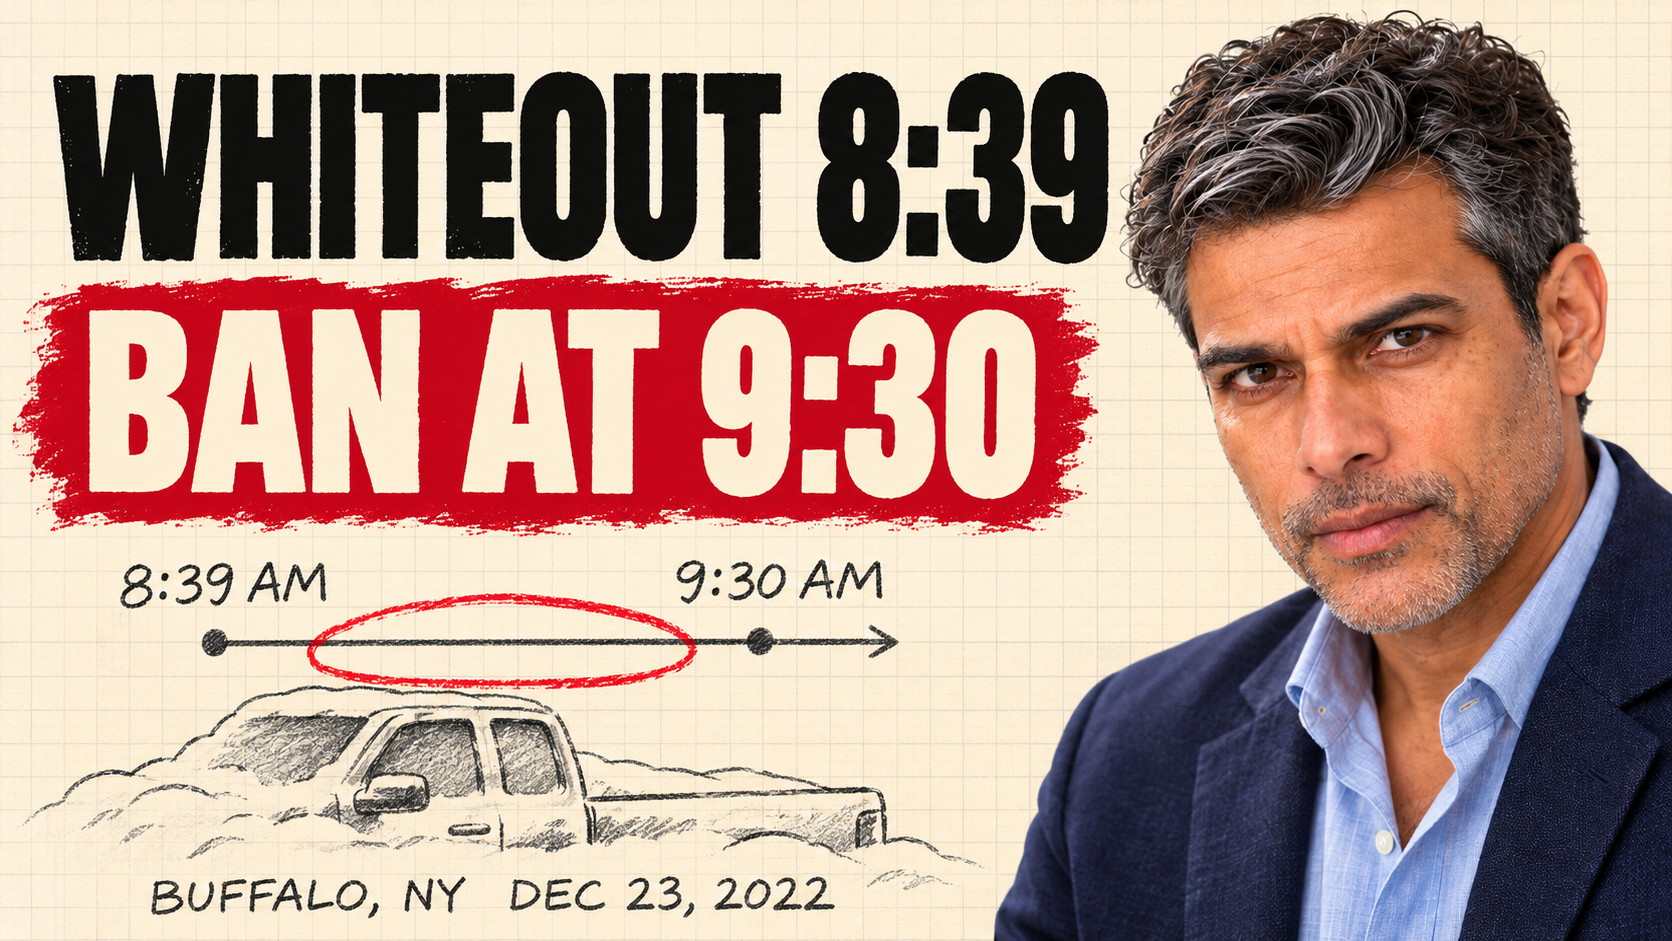 WHITEOUT 8:39
BAN AT 9:30
8:39 AM 9:30 AM
BUFFALO, NY DEC 23, 2022